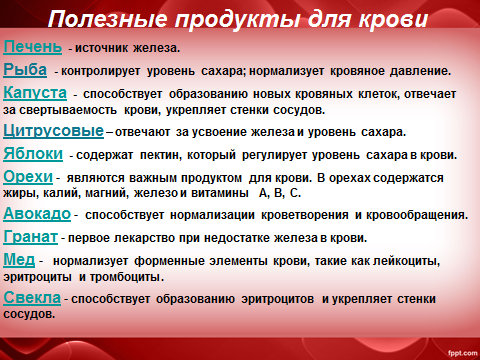 Полезные продукты для крови
Печень - источник железа.
Рыба - контролирует уровень сахара; нормализует кровяное давление.
Капуста - способствует образованию новых кровяных клеток, отвечает
за свертываемость крови, укрепляет стенки сосудов.
Цитрусовые – отвечают за усвоение железа и уровень сахара.
Яблоки - содержат пектин, который регулирует уровень сахара в крови.
Орехи - являются важным продуктом для крови. В орехах содержатся
жиры, калий, магний, железо и витамины А, В, С.
Авокадо - способствует нормализации кроветворения и кровообращения.
Гранат - первое лекарство при недостатке железа в крови.
Мед - нормализует форменные элементы крови, такие как лейкоциты,
эритроциты и тромбоциты.
Свекла - способствует образованию эритроцитов и укрепляет стенки
сосудов.
fppt.com